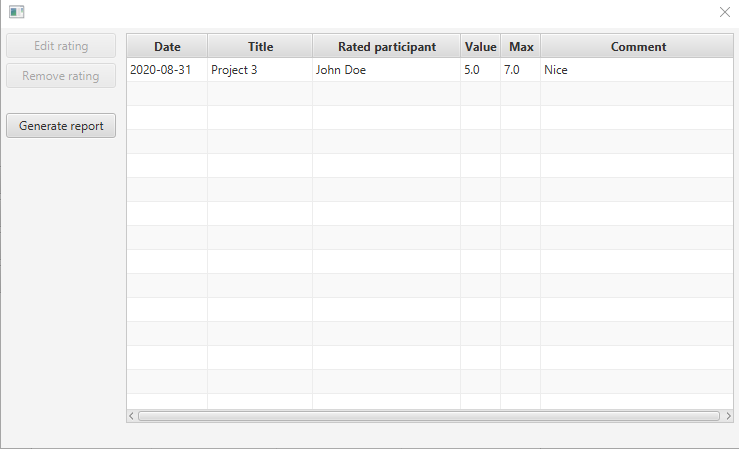 Edit rating
Remove rating
Generate report
Date Title Rated participant Value Max Comment
2020-08-31 Project 3 John Doe 5.0 7.0 Nice